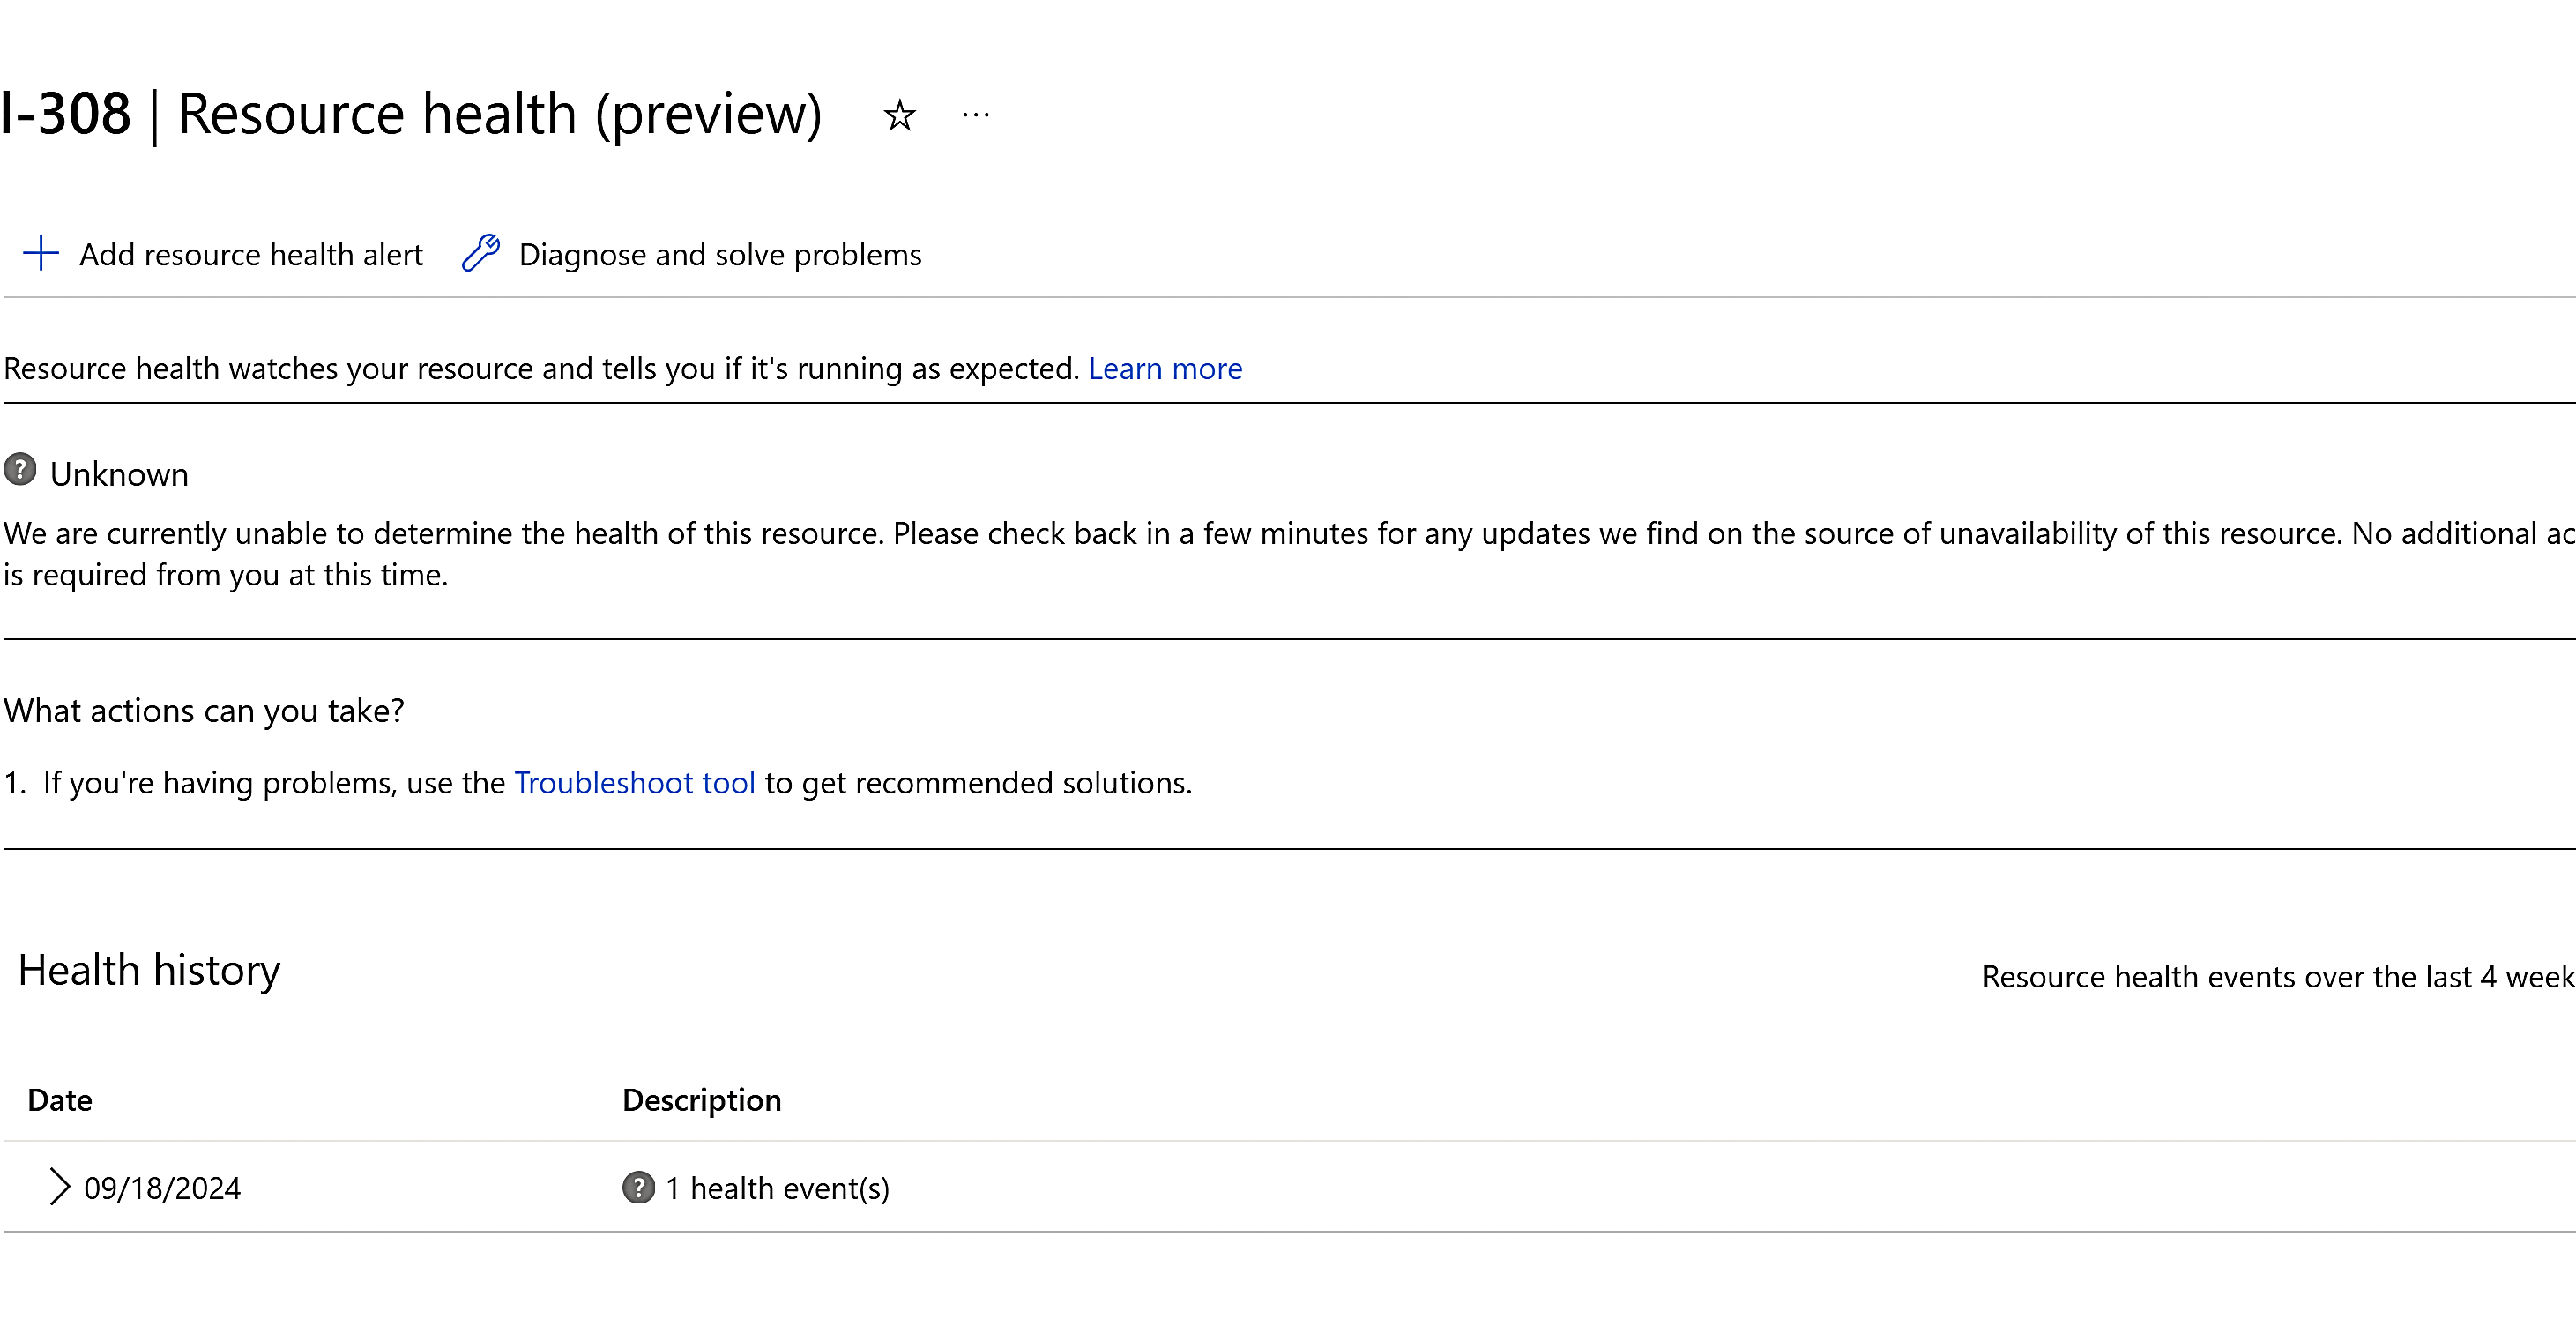 I-308 | Resource health (preview) ☆ ···
Add resource health alert Diagnose and solve problems
Resource health watches your resource and tells you if it's running as expected. Learn more
Unknown
We are currently unable to determine the health of this resource. Please check back in a few minutes for any updates we find on the source of unavailability of this resource. No additional ac
is required from you at this time.
What actions can you take?
1. If you're having problems, use the Troubleshoot tool to get recommended solutions.
Health history Resource health events over the last 4 week
Date Description
09/18/2024 1 health event(s)